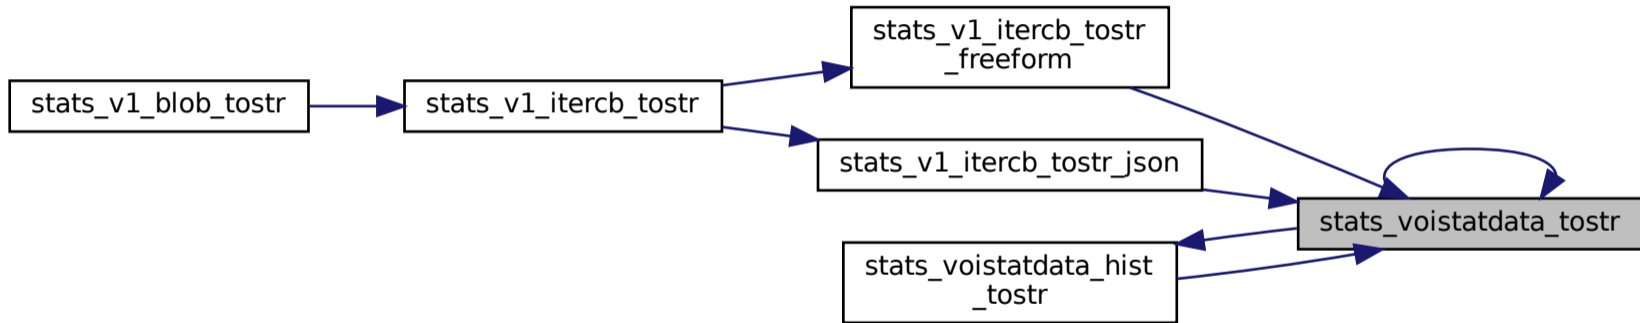 stats_v1_blob_tostr
stats_v1_itercb_tostr
stats_v1_itercb_tostr
_freeform
stats_v1_itercb_tostr_json
stats_voistatdata_hist
_tostr
stats_voistatdata_tostr